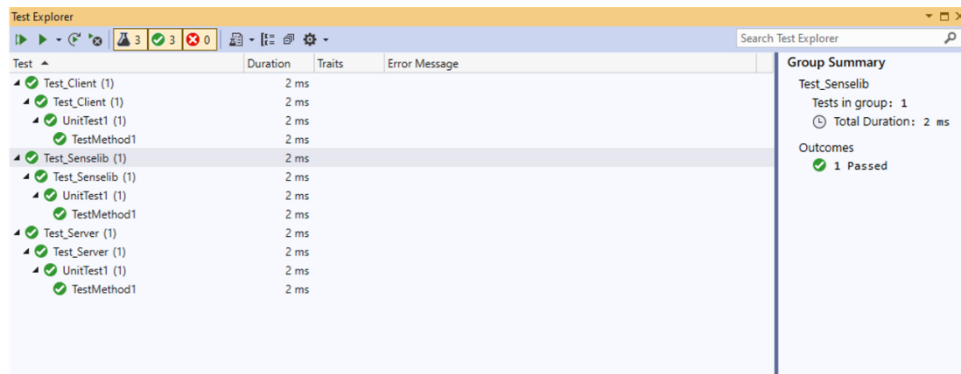 Test Explorer
3 3 0
Search Test Explorer
Test Duration Traits Error Message
Test_Client (1) 2 ms
Test_Client (1) 2 ms
UnitTest1 (1) 2 ms
TestMethod1 2 ms
Test_Senselib (1) 2 ms
Test_Senselib (1) 2 ms
UnitTest1 (1) 2 ms
TestMethod1 2 ms
Test_Server (1) 2 ms
Test_Server (1) 2 ms
UnitTest1 (1) 2 ms
TestMethod1 2 ms
Group Summary
Test_Senselib
Tests in group: 1
Total Duration: 2 ms
Outcomes
1 Passed